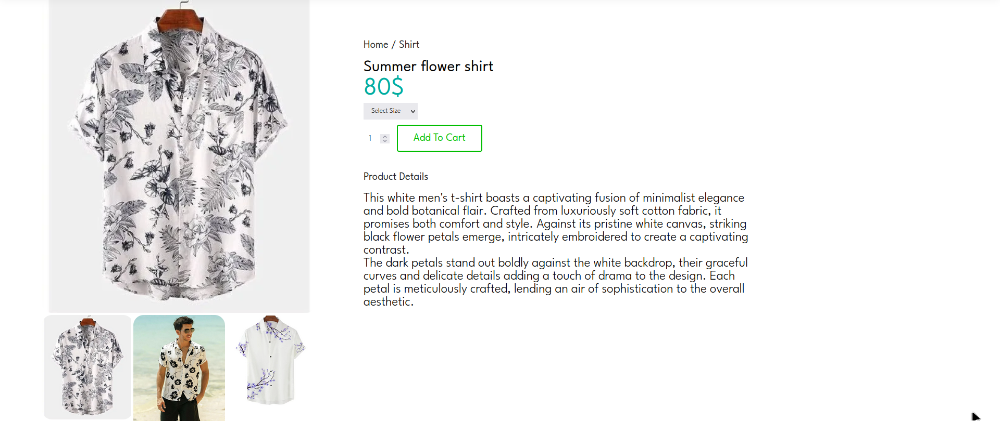 Home / Shirt
Summer flower shirt
80$
Select Size
1
Add To Cart
Product Details
This white men's t-shirt boasts a captivating fusion of minimalist elegance
and bold botanical flair. Crafted from luxuriously soft cotton fabric, it
promises both comfort and style. Against its pristine white canvas, striking
black flower petals emerge, intricately embroidered to create a captivating
contrast.
The dark petals stand out boldly against the white backdrop, their graceful
curves and delicate details adding a touch of drama to the design. Each
petal is meticulously crafted, lending an air of sophistication to the overall
aesthetic.